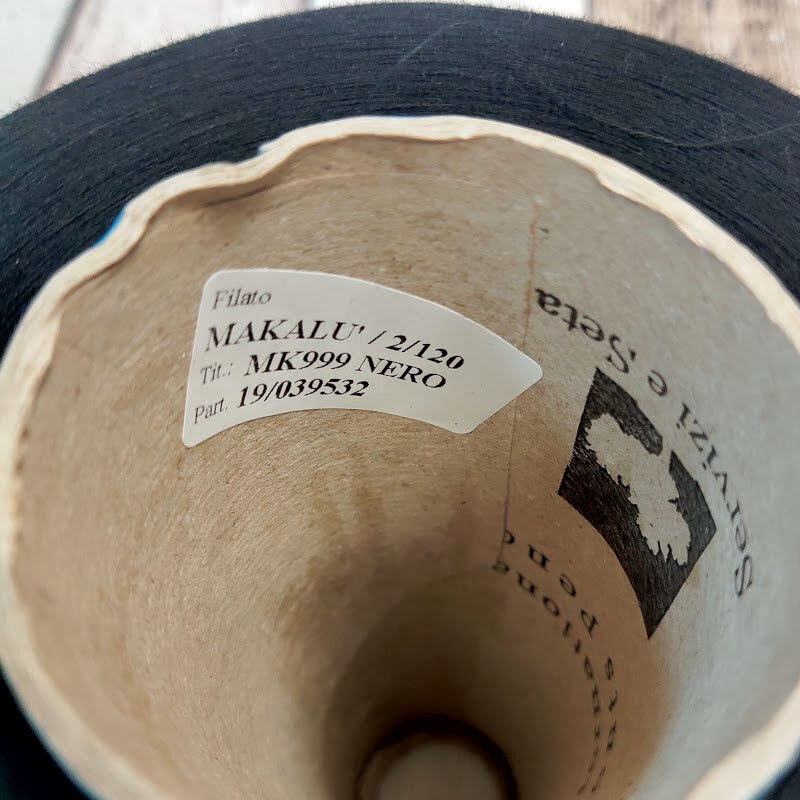 Filato
MAKALU' / 2/120
Tit.: MK999 NERO
Part. 19/039532
Servizi e Seta